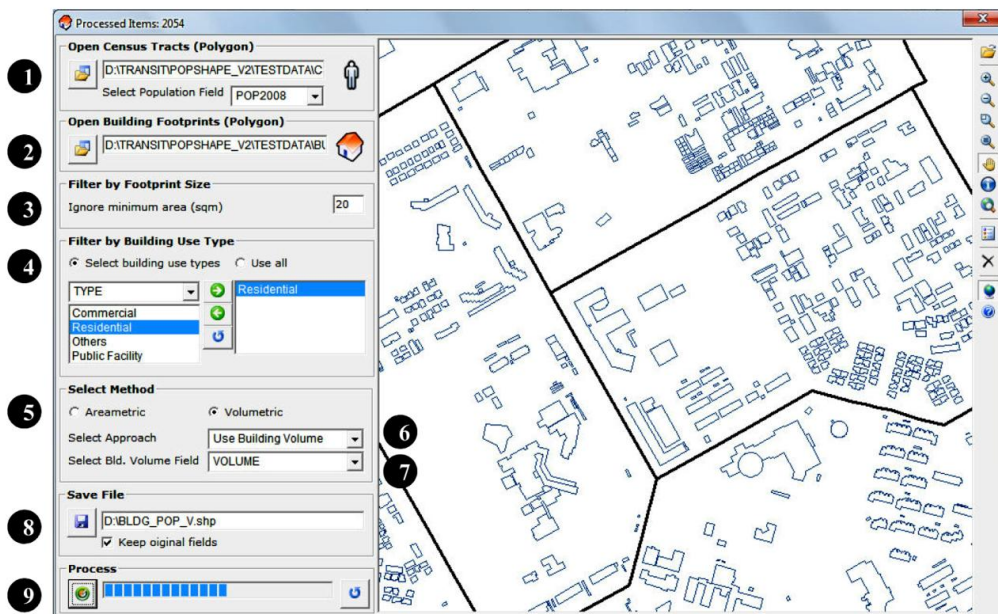 Processed Items: 2054
1
Open Census Tracts (Polygon)
D:\TRANSIT\POPSHAPE_V2\TESTDATA\C
Select Population Field POP2008
2
Open Building Footprints (Polygon)
D:\TRANSIT\POPSHAPE_V2\TESTDATA\BU
3
Filter by Footprint Size
Ignore minimum area (sqm) 20
4
Filter by Building Use Type
Select building use types Use all
TYPE
Commercial
Residential
Others
Public Facility
Residential
5
Select Method
Areametric Volumetric
Select Approach Use Building Volume 6
Select Bld. Volume Field VOLUME 7
8
Save File
D:\BLDG_POP_V.shp
Keep oiginal fields
9
Process